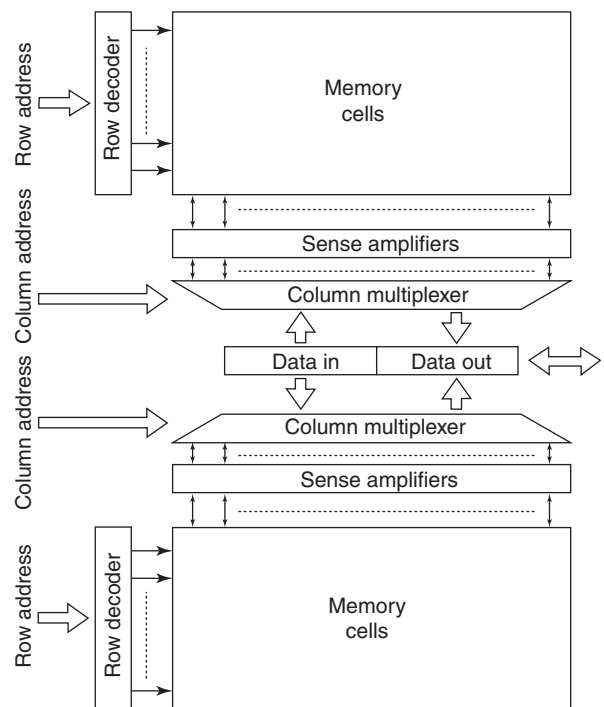 Row address
Row decoder
Memory
cells
Sense amplifiers
Column address
Column multiplexer
Data in
Data out
Column address
Column multiplexer
Sense amplifiers
Row address
Row decoder
Memory
cells